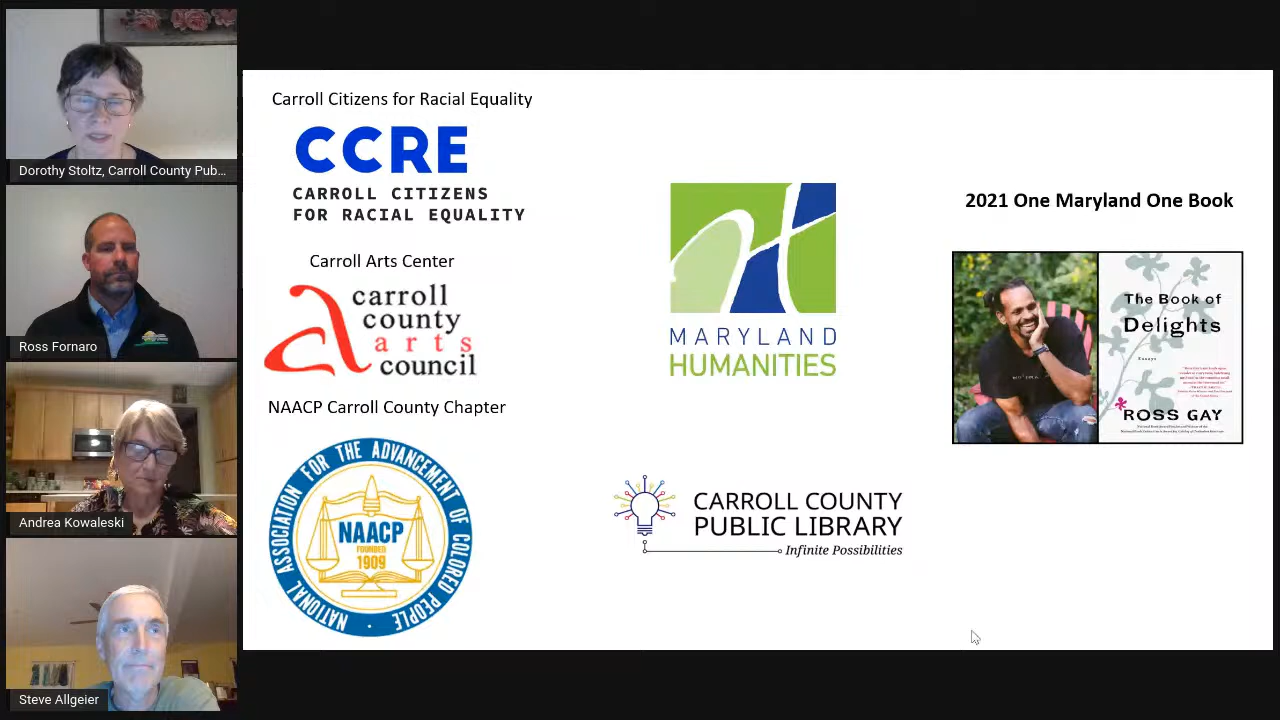 Dorothy Stoltz, Carroll County Pub...
Ross Fornaro
Andrea Kowaleski
Steve Allgeier
Carroll Citizens for Racial Equality
CCRE
CARROLL CITIZENS
FOR RACIAL EQUALITY
Carroll Arts Center
carroll
county
arts
council
NAACP Carroll County Chapter
NATIONAL ASSOCIATION FOR THE ADVANCEMENT OF COLORED PEOPLE
NAACP
FOUNDED
1909
MARYLAND
HUMANITIES
CARROLL COUNTY
PUBLIC LIBRARY
Infinite Possibilities
2021 One Maryland One Book
The Book of
Delights
Essays
ROSS GAY